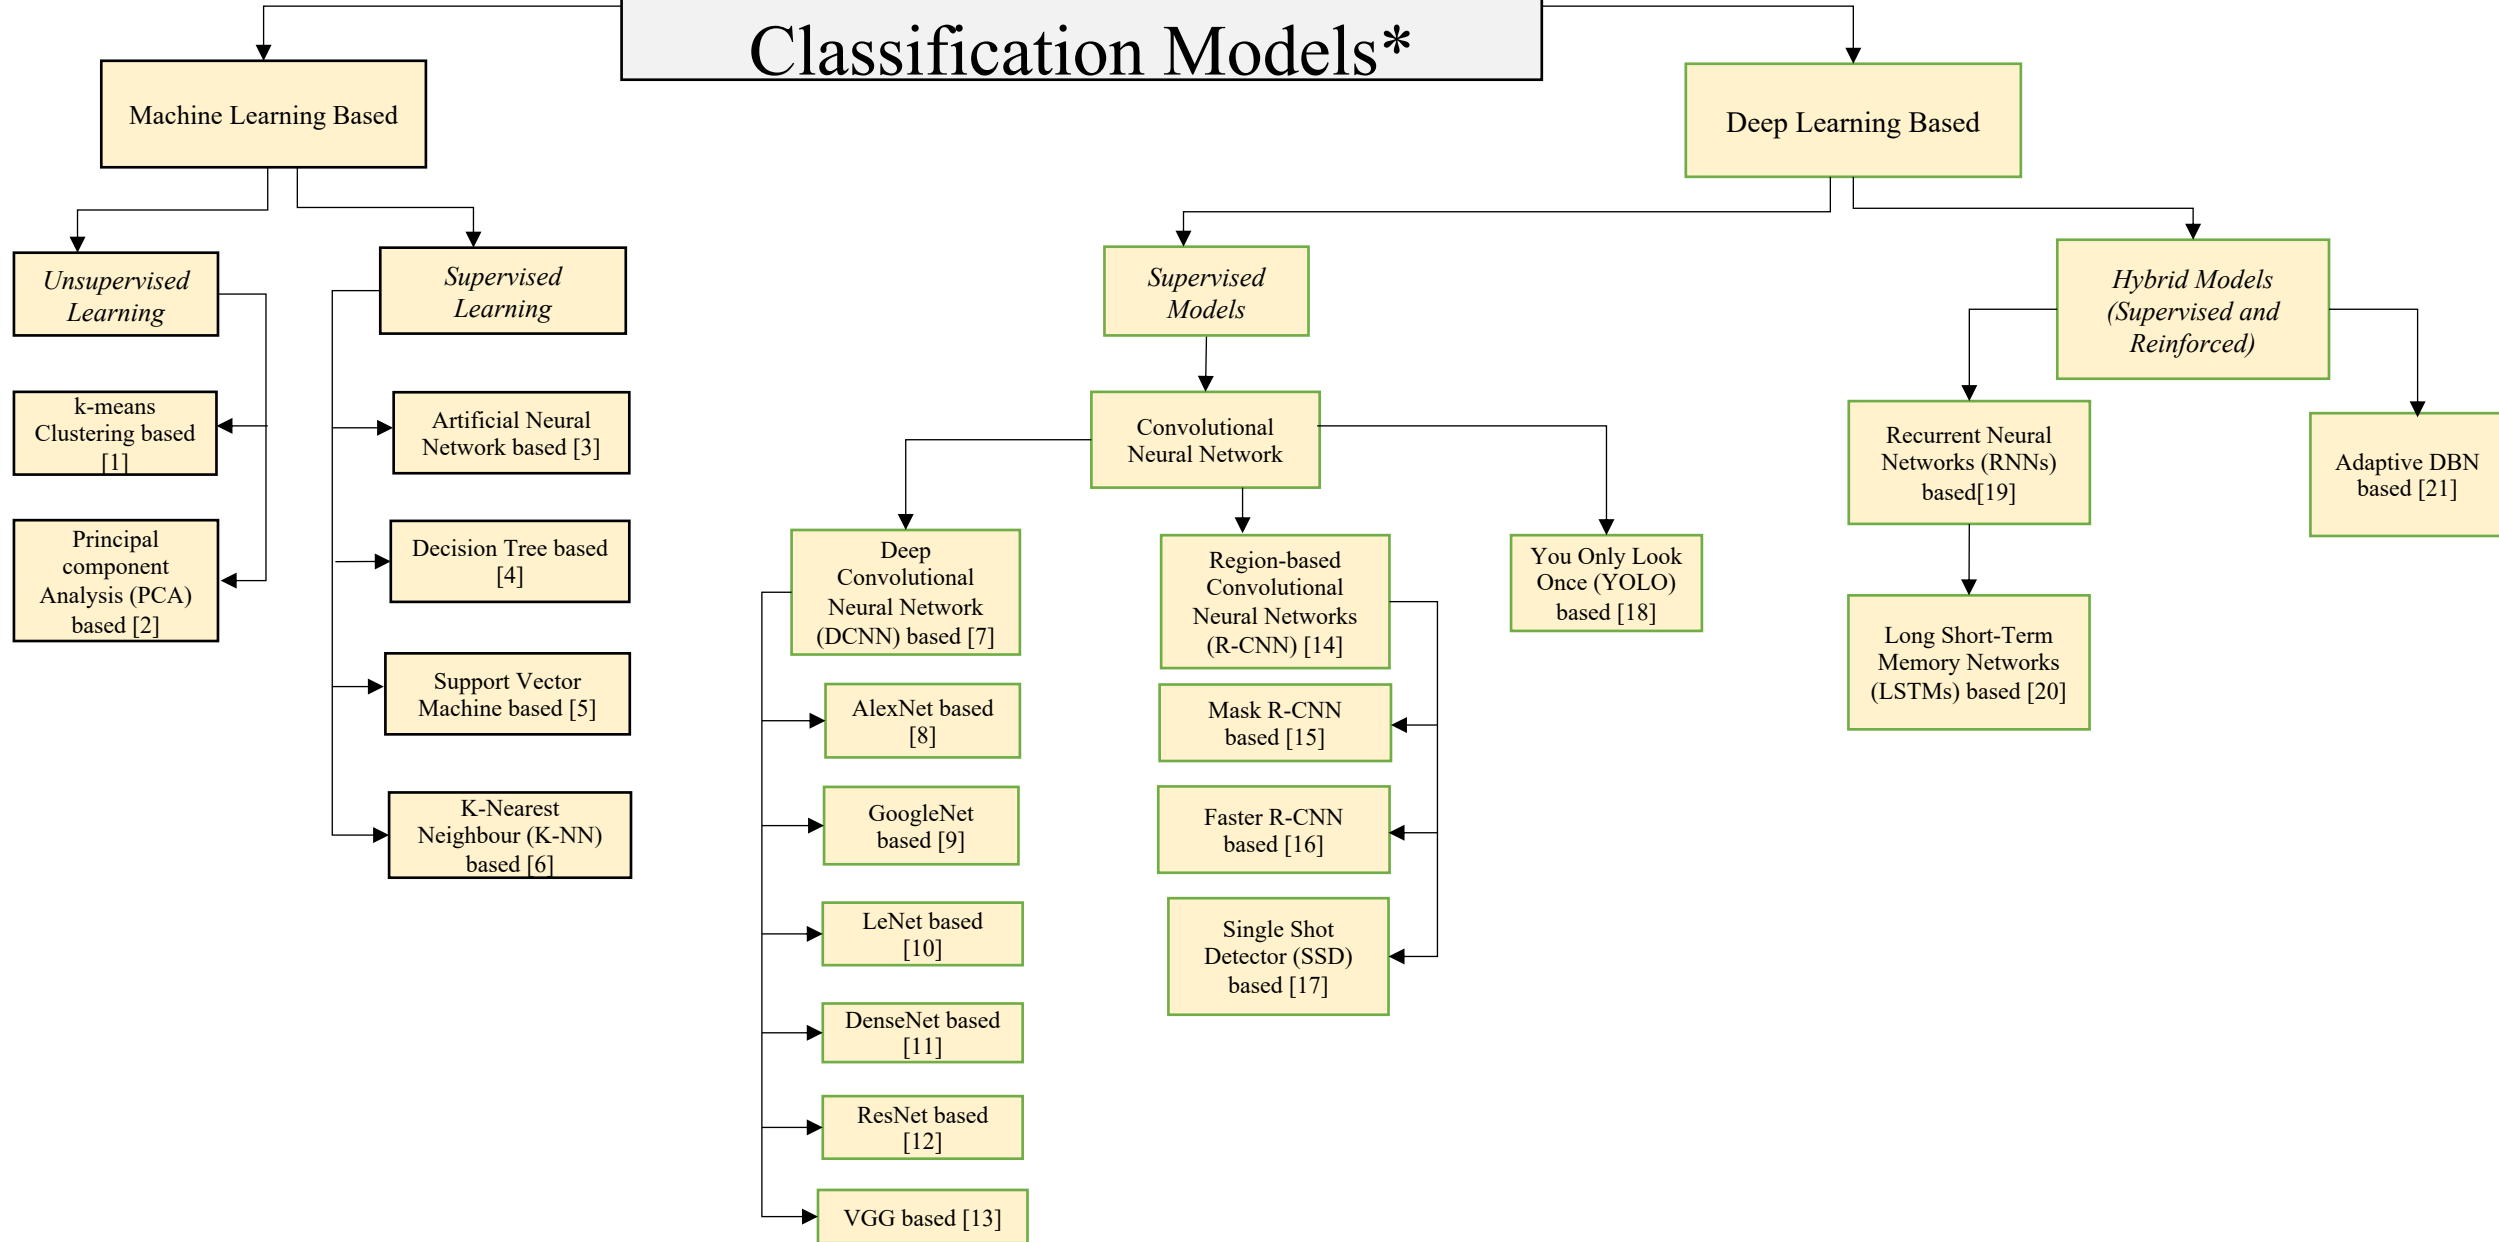 Classification Models*
Machine Learning Based
Deep Learning Based
Unsupervised
Learning
Supervised
Learning
Supervised
Models
Hybrid Models
(Supervised and
Reinforced)
k-means
Clustering based
[1]
Principal
component
Analysis (PCA)
based [2]
Artificial Neural
Network based [3]
Decision Tree based
[4]
Support Vector
Machine based [5]
K-Nearest
Neighbour (K-NN)
based [6]
Convolutional
Neural Network
Deep
Convolutional
Neural Network
(DCNN) based [7]
AlexNet based
[8]
GoogleNet
based [9]
LeNet based
[10]
DenseNet based
[11]
ResNet based
[12]
VGG based [13]
Region-based
Convolutional
Neural Networks
(R-CNN) [14]
Mask R-CNN
based [15]
Faster R-CNN
based [16]
Single Shot
Detector (SSD)
based [17]
You Only Look
Once (YOLO)
based [18]
Recurrent Neural
Networks (RNNs)
based[19]
Long Short-Term
Memory Networks
(LSTMs) based [20]
Adaptive DBN
based [21]